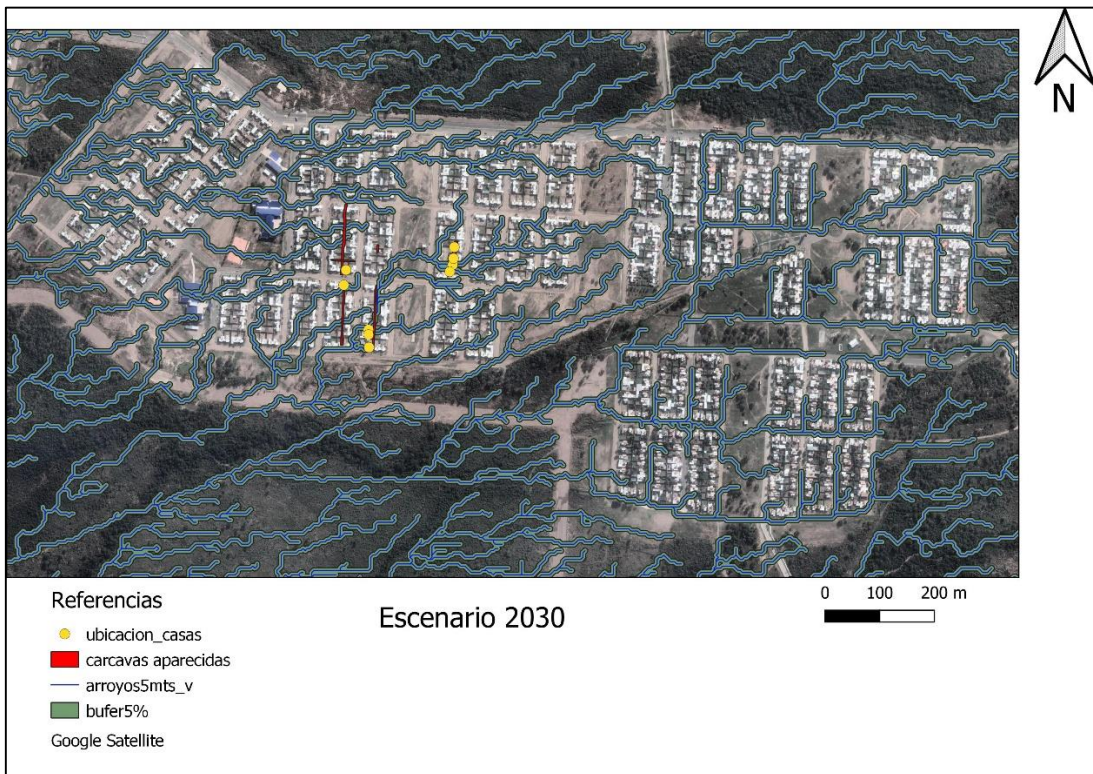 N
Referencias
ubicacion_casas
carcavas aparecidas
arroyos5mts_v
bufer5%
Google Satellite
Escenario 2030
0 100 200 m